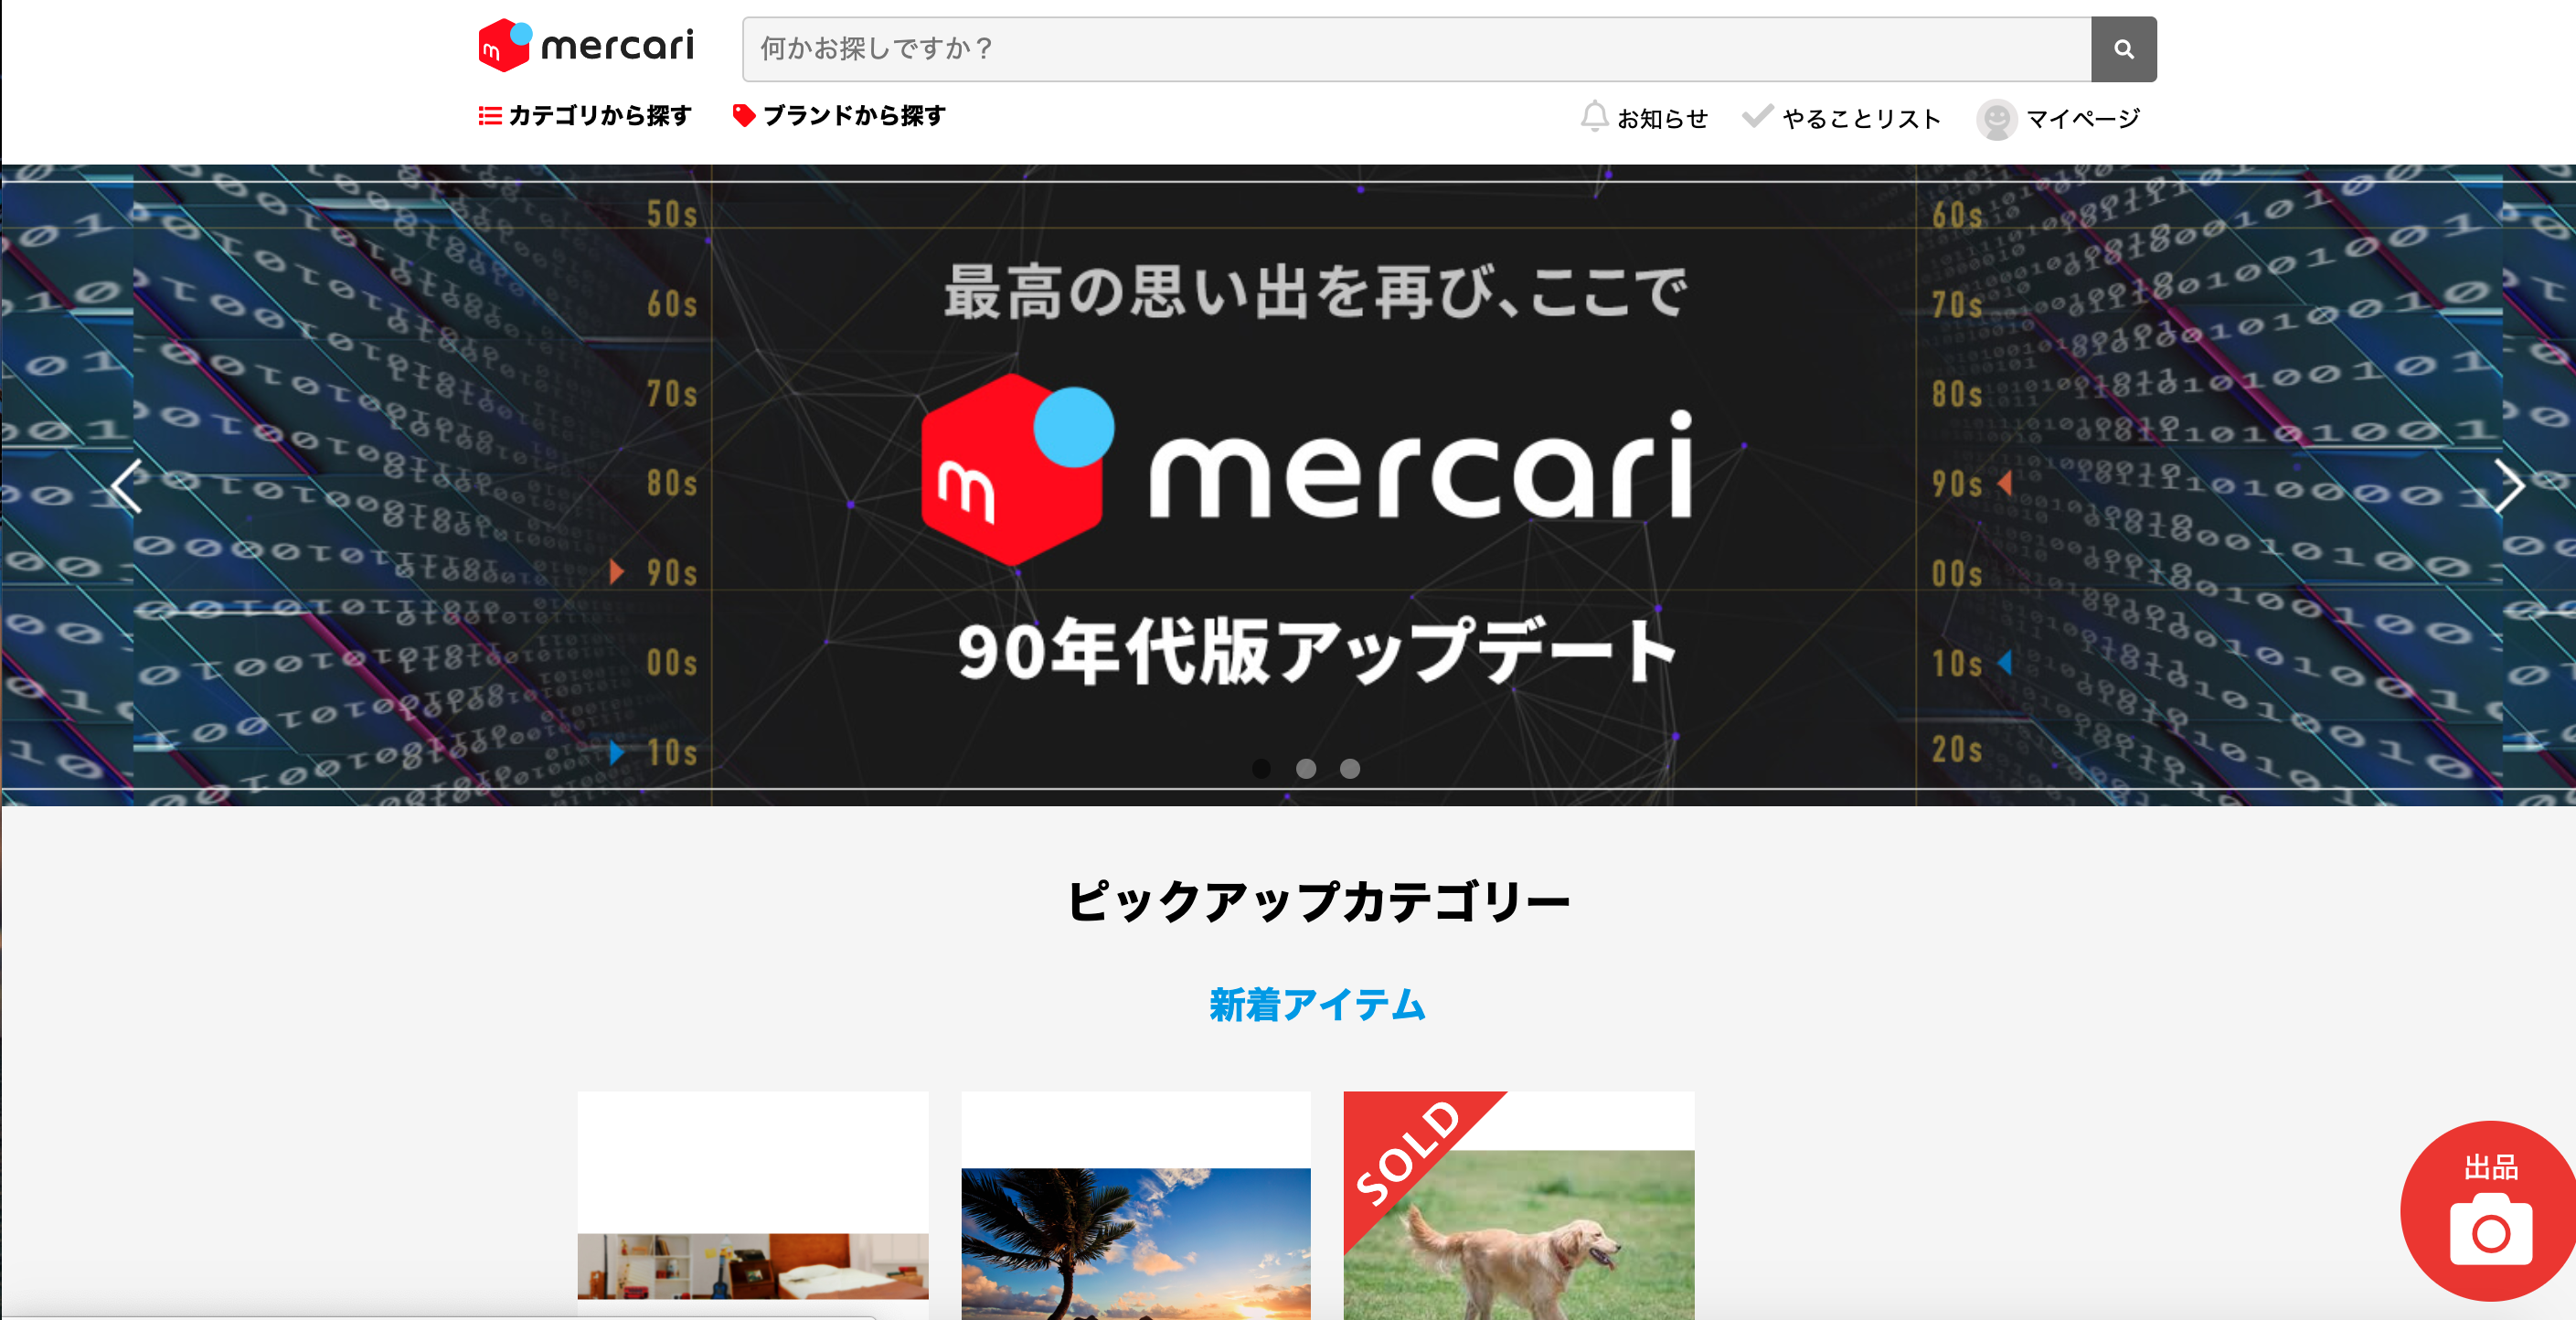 mercari
何かお探しですか？
カテゴリから探す
ブランドから探す
お知らせ
やることリスト
マイページ
50s
60s
70s
80s
90s
00s
10s
最高の思い出を再び、ここで
m
mercari
90年代版アップデート
60s
70s
80s
90s
00s
10s
20s
ピックアップカテゴリー
新着アイテム
SOLD
出品